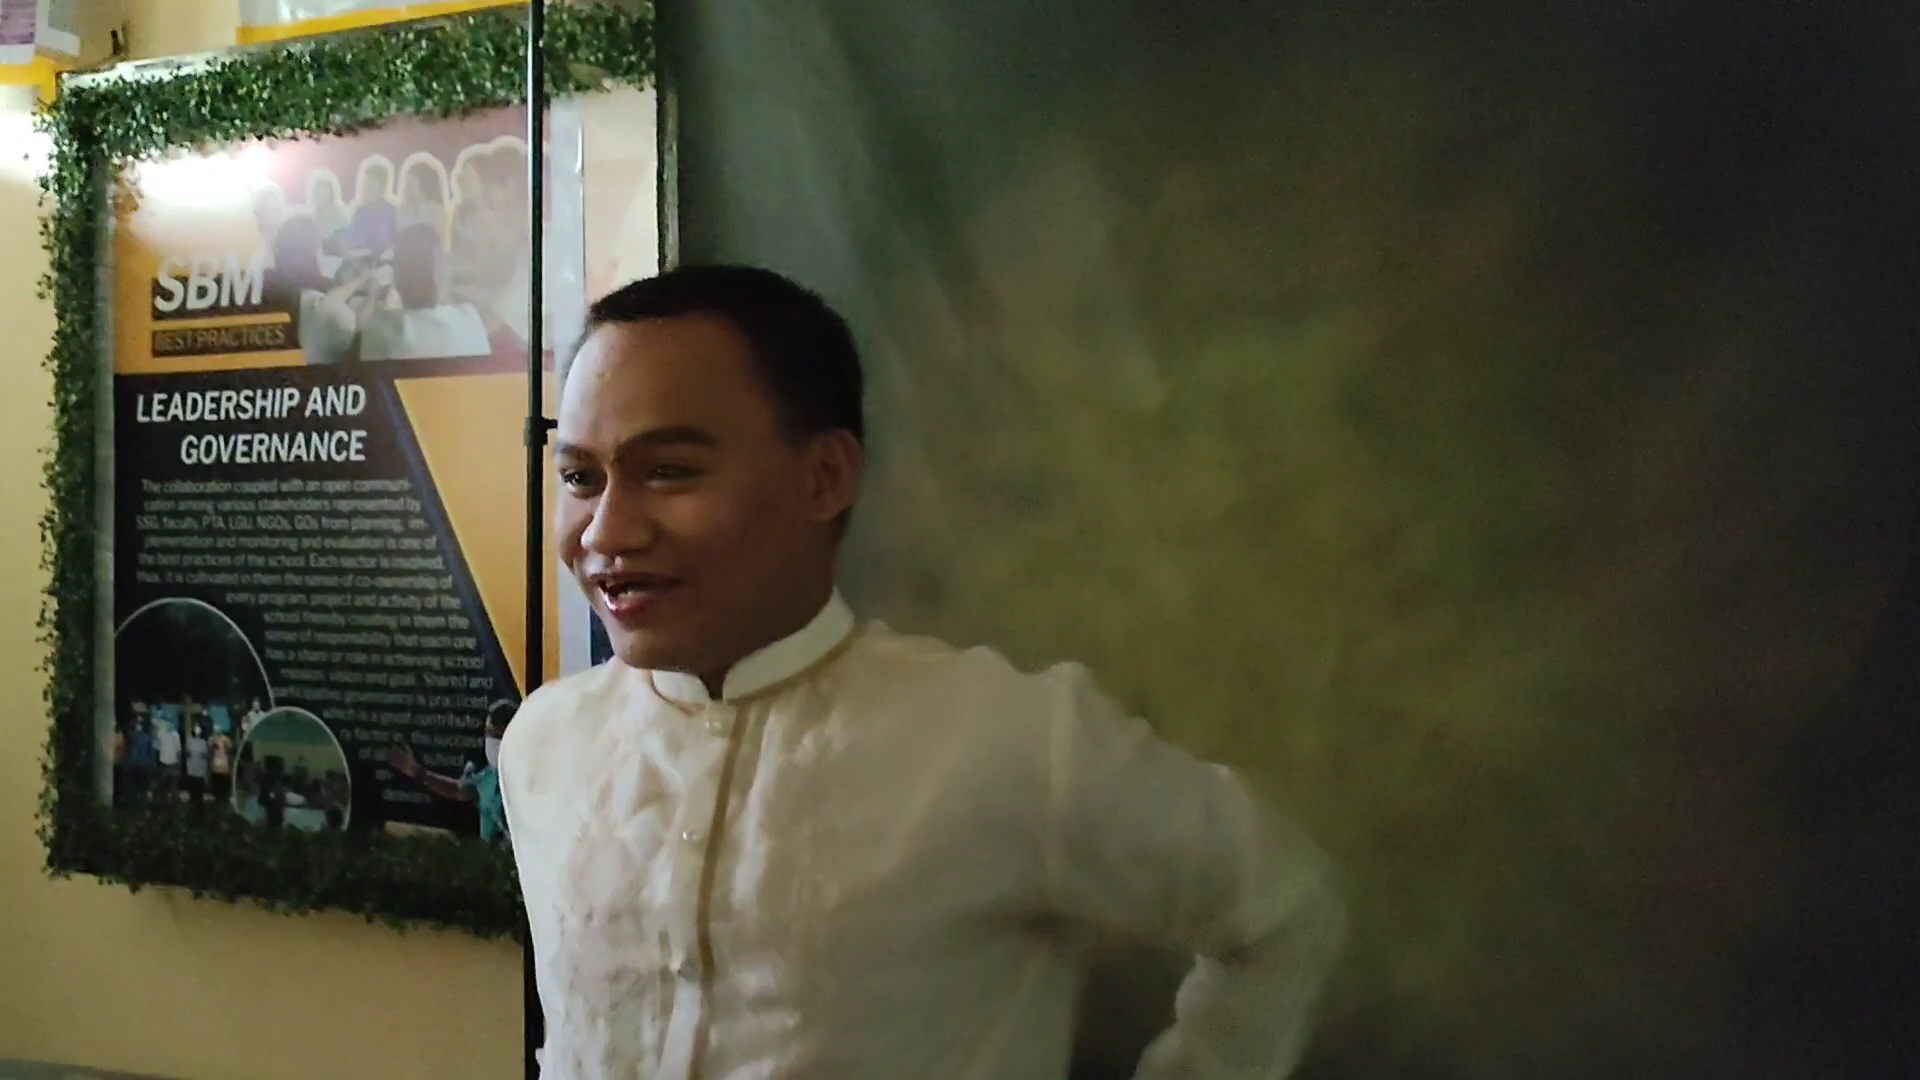 SBM
BEST PRACTICES
LEADERSHIP AND
GOVERNANCE
The collaboration coupled with an open communi-
cation among various stakeholders represented by
SSG, faculty, PTA, LGU, NGOs, GOs from planning, im-
plementation and monitoring and evaluation is one of
the best practices of the school. Each sector is involved,
thus, it is cultivated in them the sense of co-ownership of
every program, project and activity of the
school thereby creating in them the
sense of responsibility that each one
has a share or role in achieving school
mission, vision and goal. Shared and
participative governance is practiced
which is a great contributo-
ry factor in the success
of all school